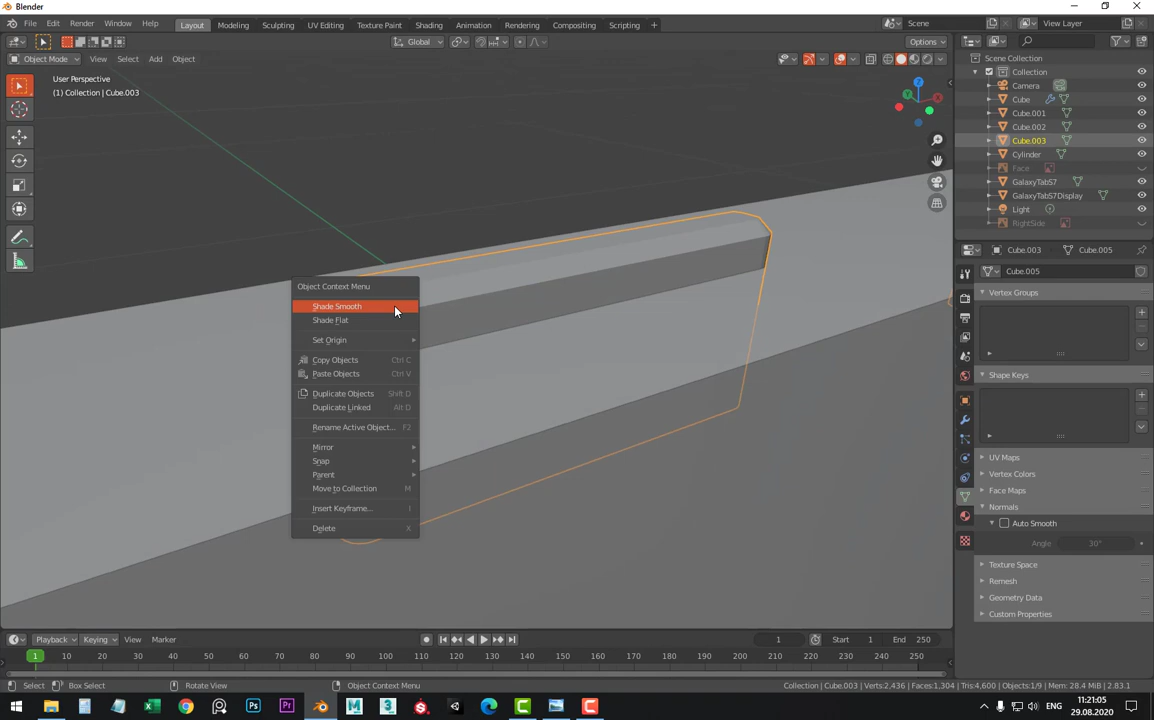 Blender
File Edit Render Window Help Layout Modeling Sculpting UV Editing Texture Paint Shading Animation Rendering Compositing Scripting + Scene View Layer
Global Options
Object Mode View Select Add Object
User Perspective
(1) Collection | Cube.003
Scene Collection
Collection
Camera
Cube
Cube.001
Cube.002
Cube.003
Cylinder
Face
GalaxyTabS7
GalaxyTabS7Display
Light
RightSide
Cube.003 Cube.005
Cube.005
Vertex Groups
Shape Keys
UV Maps
Vertex Colors
Face Maps
Normals
Auto Smooth
Angle 30°
Texture Space
Remesh
Geometry Data
Custom Properties
Object Context Menu
Shade Smooth
Shade Flat
Set Origin
Copy Objects Ctrl C
Paste Objects Ctrl V
Duplicate Objects Shift D
Duplicate Linked Alt D
Rename Active Object... F2
Mirror
Snap
Parent
Move to Collection M
Insert Keyframe... I
Delete X
Playback Keying View Marker 1 Start 1 End 250
1 10 20 30 40 50 60 70 80 90 100 110 120 130 140 150 160 170 180 190 200 210 220 230 240 250
Select Box Select Rotate View Object Context Menu Collection | Cube.003 | Verts:2,436 | Faces:1,304 | Tris:4,600 | Objects:1/9 | Mem: 28.4 MiB | 2.83.1
ENG
11:21:05
29.08.2020